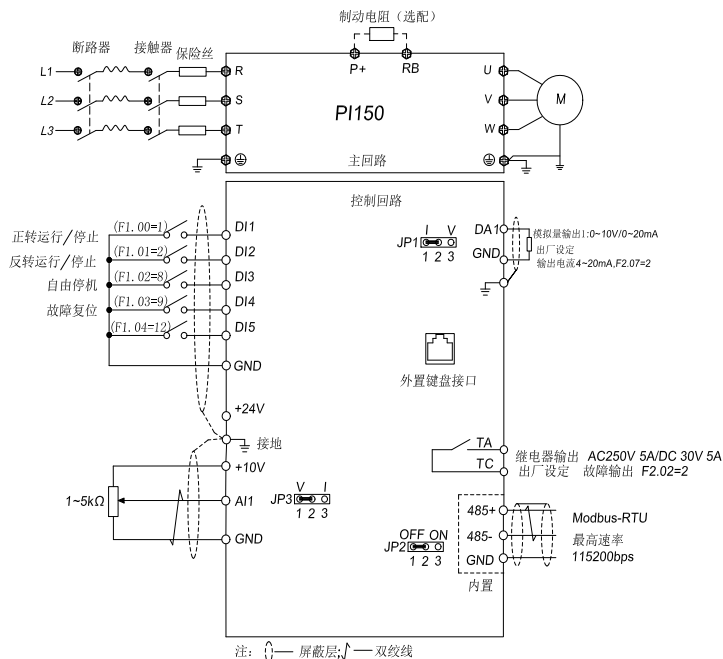 制动电阻（选配）
断路器
接触器
保险丝
P+
RB
L1
R
U
L2
S
PI150
V
M
L3
T
W
主回路
控制回路
正转运行/停止
(F1.00=1)
DI1
反转运行/停止
(F1.01=2)
DI2
自由停机
(F1.02=8)
DI3
故障复位
(F1.03=9)
DI4
(F1.04=12)
DI5
GND
+24V
接地
I V
JP1
1 2 3
DA1
GND
模拟量输出1:0~10V/0~20mA
出厂设定
输出电流4~20mA,F2.07=2
外置键盘接口
TA
TC
继电器输出 AC250V 5A/DC 30V 5A
出厂设定 故障输出 F2.02=2
+10V
1~5kΩ
AI1
GND
V I
JP3
1 2 3
OFF ON
JP2
1 2 3
485+
485-
GND
内置
Modbus-RTU
最高速率
115200bps
注: — 屏蔽层; — 双绞线